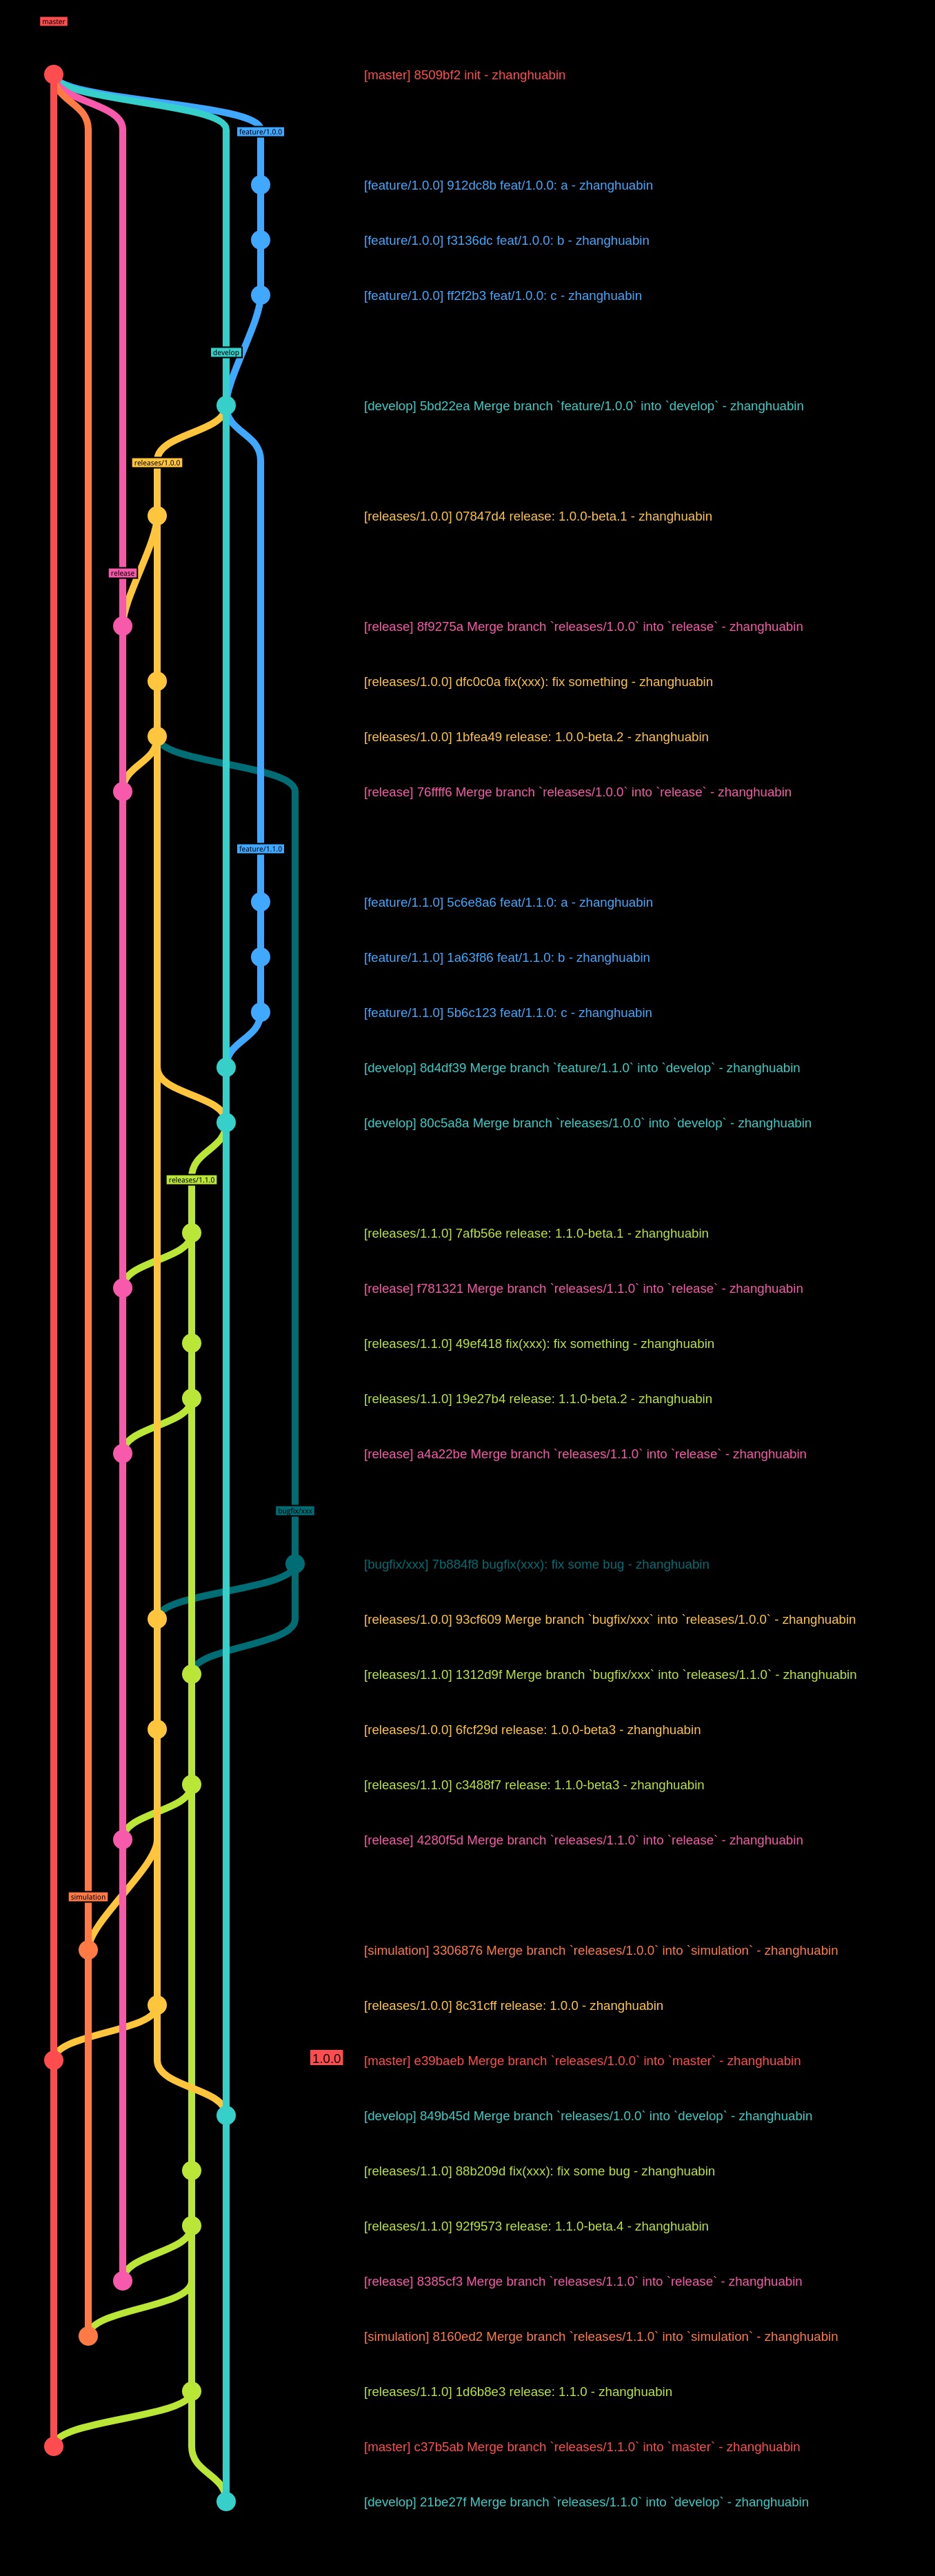 master
[master] 8509bf2 init - zhanghuabin
feature/1.0.0
[feature/1.0.0] 912dc8b feat/1.0.0: a - zhanghuabin
[feature/1.0.0] f3136dc feat/1.0.0: b - zhanghuabin
[feature/1.0.0] ff2f2b3 feat/1.0.0: c - zhanghuabin
develop
[develop] 5bd22ea Merge branch `feature/1.0.0` into `develop` - zhanghuabin
releases/1.0.0
[releases/1.0.0] 07847d4 release: 1.0.0-beta.1 - zhanghuabin
release
[release] 8f9275a Merge branch `releases/1.0.0` into `release` - zhanghuabin
[releases/1.0.0] dfc0c0a fix(xxx): fix something - zhanghuabin
[releases/1.0.0] 1bfea49 release: 1.0.0-beta.2 - zhanghuabin
[release] 76ffff6 Merge branch `releases/1.0.0` into `release` - zhanghuabin
feature/1.1.0
[feature/1.1.0] 5c6e8a6 feat/1.1.0: a - zhanghuabin
[feature/1.1.0] 1a63f86 feat/1.1.0: b - zhanghuabin
[feature/1.1.0] 5b6c123 feat/1.1.0: c - zhanghuabin
[develop] 8d4df39 Merge branch `feature/1.1.0` into `develop` - zhanghuabin
[develop] 80c5a8a Merge branch `releases/1.0.0` into `develop` - zhanghuabin
releases/1.1.0
[releases/1.1.0] 7afb56e release: 1.1.0-beta.1 - zhanghuabin
[release] f781321 Merge branch `releases/1.1.0` into `release` - zhanghuabin
[releases/1.1.0] 49ef418 fix(xxx): fix something - zhanghuabin
[releases/1.1.0] 19e27b4 release: 1.1.0-beta.2 - zhanghuabin
[release] a4a22be Merge branch `releases/1.1.0` into `release` - zhanghuabin
bugfix/xxx
[bugfix/xxx] 7b884f8 bugfix(xxx): fix some bug - zhanghuabin
[releases/1.0.0] 93cf609 Merge branch `bugfix/xxx` into `releases/1.0.0` - zhanghuabin
[releases/1.1.0] 1312d9f Merge branch `bugfix/xxx` into `releases/1.1.0` - zhanghuabin
[releases/1.0.0] 6fcf29d release: 1.0.0-beta3 - zhanghuabin
[releases/1.1.0] c3488f7 release: 1.1.0-beta3 - zhanghuabin
[release] 4280f5d Merge branch `releases/1.1.0` into `release` - zhanghuabin
simulation
[simulation] 3306876 Merge branch `releases/1.0.0` into `simulation` - zhanghuabin
[releases/1.0.0] 8c31cff release: 1.0.0 - zhanghuabin
1.0.0 [master] e39baeb Merge branch `releases/1.0.0` into `master` - zhanghuabin
[develop] 849b45d Merge branch `releases/1.0.0` into `develop` - zhanghuabin
[releases/1.1.0] 88b209d fix(xxx): fix some bug - zhanghuabin
[releases/1.1.0] 92f9573 release: 1.1.0-beta.4 - zhanghuabin
[release] 8385cf3 Merge branch `releases/1.1.0` into `release` - zhanghuabin
[simulation] 8160ed2 Merge branch `releases/1.1.0` into `simulation` - zhanghuabin
[releases/1.1.0] 1d6b8e3 release: 1.1.0 - zhanghuabin
[master] c37b5ab Merge branch `releases/1.1.0` into `master` - zhanghuabin
[develop] 21be27f Merge branch `releases/1.1.0` into `develop` - zhanghuabin